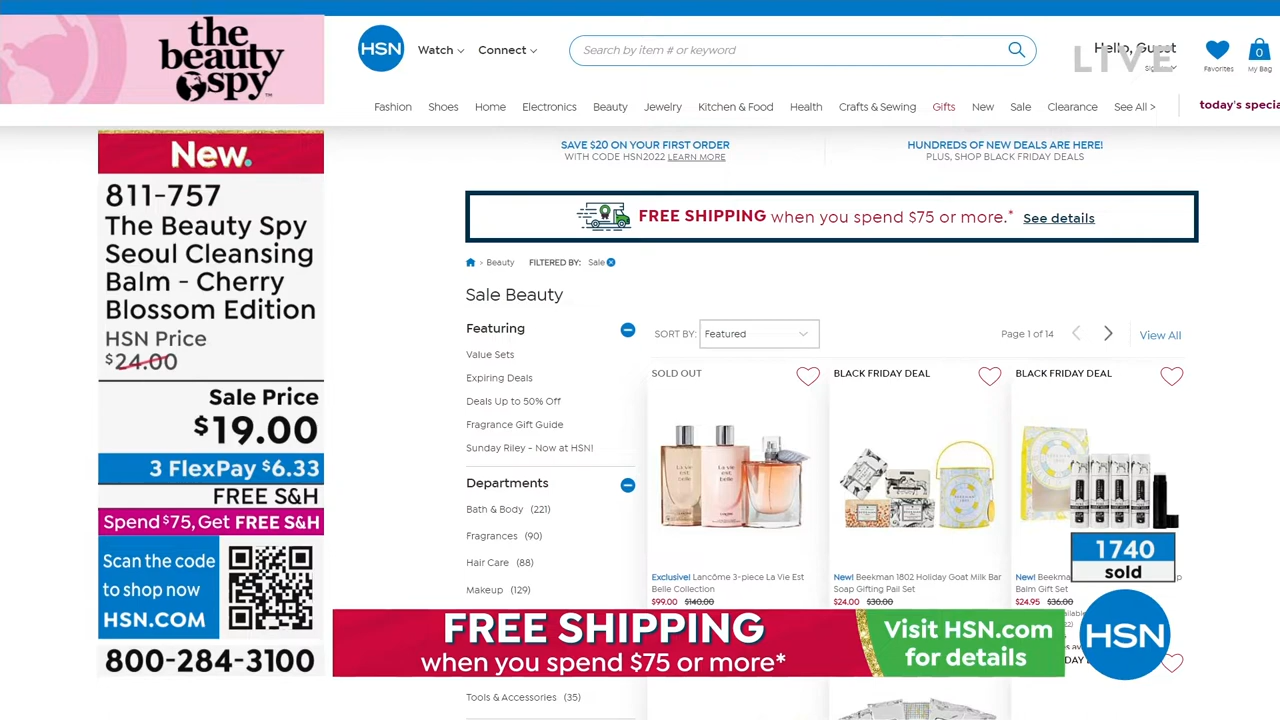 the
beauty
spy™
New.
811-757
The Beauty Spy
Seoul Cleansing
Balm - Cherry
Blossom Edition
HSN Price
$24.00
Sale Price
$19.00
3 FlexPay $6.33
FREE S&H
Spend $75, Get FREE S&H
Scan the code
to shop now
HSN.COM
800-284-3100
HSN
Watch
Connect
Search by item # or keyword
Hello, Guest
LIVE
Favorites
0
My Bag
Fashion Shoes Home Electronics Beauty Jewelry Kitchen & Food Health Crafts & Sewing Gifts New Sale Clearance See All >
today's specia
SAVE $20 ON YOUR FIRST ORDER
WITH CODE HSN2022 LEARN MORE
HUNDREDS OF NEW DEALS ARE HERE!
PLUS, SHOP BLACK FRIDAY DEALS
FREE SHIPPING when you spend $75 or more.* See details
> Beauty FILTERED BY: Sale
Sale Beauty
Featuring
Value Sets
Expiring Deals
Deals Up to 50% Off
Fragrance Gift Guide
Sunday Riley - Now at HSN!
Departments
Bath & Body (221)
Fragrances (90)
Hair Care (88)
Makeup (129)
Tools & Accessories (35)
SORT BY: Featured
Page 1 of 14
View All
SOLD OUT
BLACK FRIDAY DEAL
BLACK FRIDAY DEAL
Exclusive! Lancôme 3-piece La Vie Est
Belle Collection
$99.00 $140.00
New! Beekman 1802 Holiday Goat Milk Bar
Soap Gifting Pail Set
$24.00 $30.00
New! Beekma
Balm Gift Set
$24.95 $36.00
1740
sold
FREE SHIPPING
when you spend $75 or more*
Visit HSN.com
for details
HSN